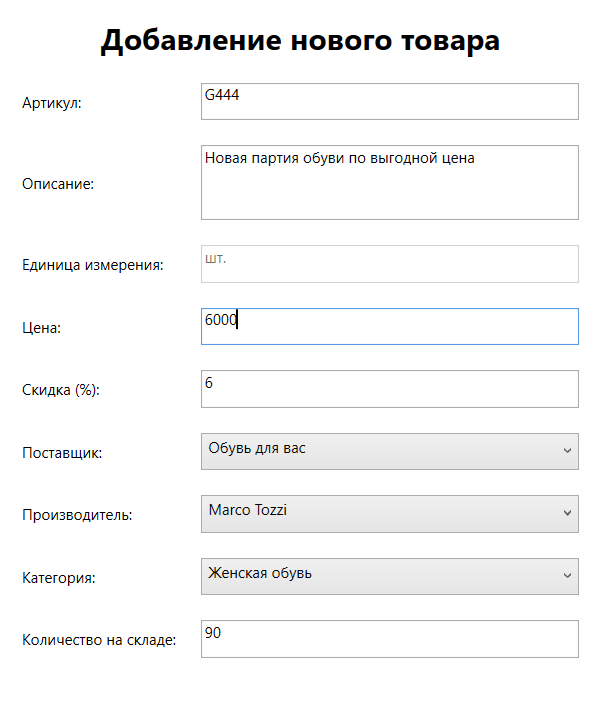 Добавление нового товара
Артикул: G444
Описание: Новая партия обуви по выгодной цена
Единица измерения: шт.
Цена: 6000
Скидка (%): 6
Поставщик: Обувь для вас
Производитель: Marco Tozzi
Категория: Женская обувь
Количество на складе: 90